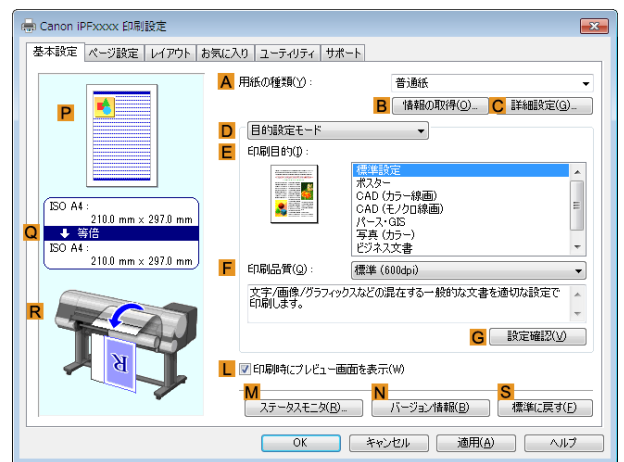 Canon iPFxxxx 印刷設定
基本設定 ページ設定 レイアウト お気に入り ユーティリティ サポート
A 用紙の種類(Y): 普通紙
B 情報の取得(O)... C 詳細設定(G)...
P
D 目的設定モード
E 印刷目的(I):
標準設定
ポスター
CAD (カラー線画)
CAD (モノクロ線画)
パース・GIS
写真 (カラー)
ビジネス文書
ISO A4 :
210.0 mm x 297.0 mm
Q 等倍
ISO A4 :
210.0 mm x 297.0 mm
F 印刷品質(Q): 標準 (600dpi)
文字/画像/グラフィックスなどの混在する一般的な文書を適切な設定で
印刷します。
R
R
G 設定確認(V)
L 印刷時にプレビュー画面を表示(W)
M ステータスモニタ(R)... N バージョン情報(B) S 標準に戻す(F)
OK キャンセル 適用(A) ヘルプ